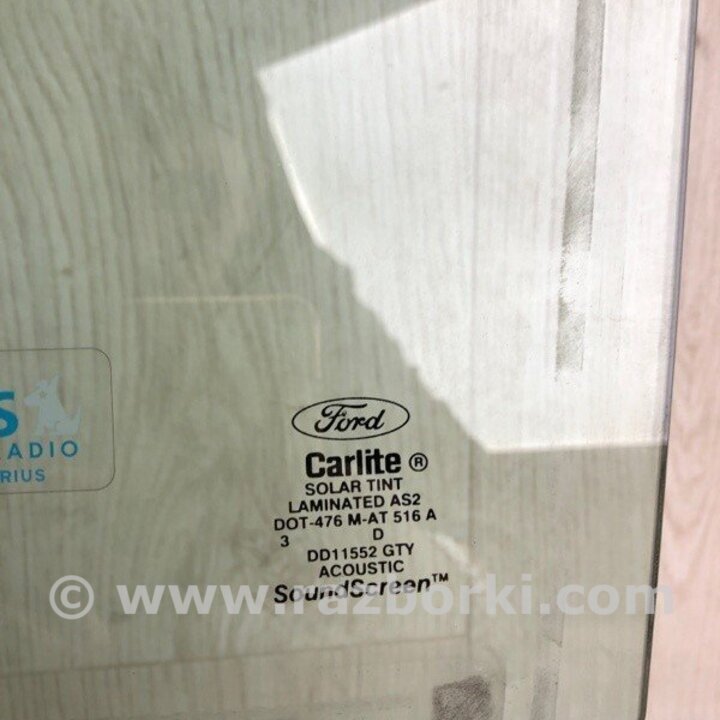 S
ADIO
RIUS
Ford
Carlite ®
SOLAR TINT
LAMINATED AS2
DOT-476 M-AT 516 A
3 D
DD11552 GTY
ACOUSTIC
SoundScreen™
© www.razborki.com